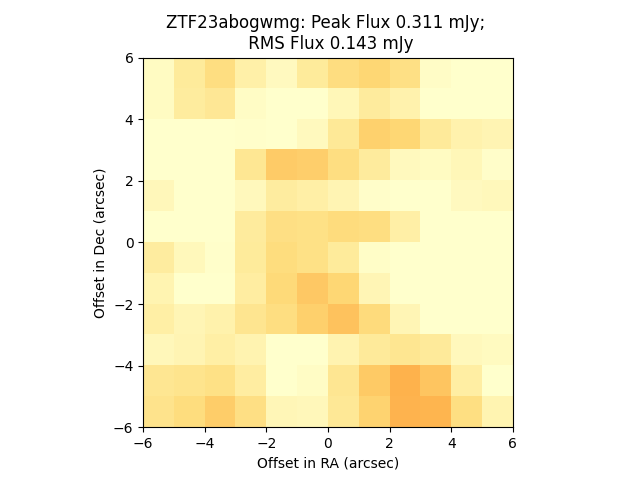 ZTF23abogwmg: Peak Flux 0.311 mJy;
RMS Flux 0.143 mJy
6
4
2
0
−2
−4
−6
Offset in Dec (arcsec)
−6 −4 −2 0 2 4 6
Offset in RA (arcsec)